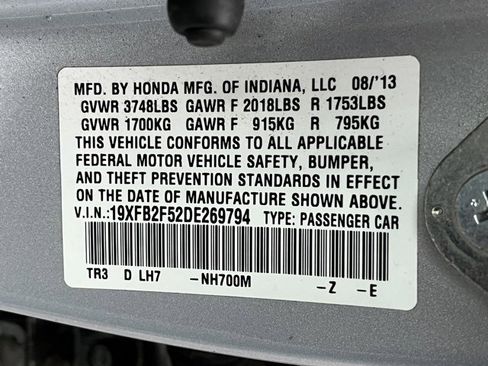 MFD. BY HONDA MFG. OF INDIANA, LLC 08/'13
GVWR 3748LBS GAWR F 2018LBS R 1753LBS
GVWR 1700KG GAWR F 915KG R 795KG
THIS VEHICLE CONFORMS TO ALL APPLICABLE
FEDERAL MOTOR VEHICLE SAFETY, BUMPER,
AND THEFT PREVENTION STANDARDS IN EFFECT
ON THE DATE OF MANUFACTURE SHOWN ABOVE.
V.I.N.:19XFB2F52DE269794 TYPE: PASSENGER CAR
TR3 D LH7 -NH700M -Z -E